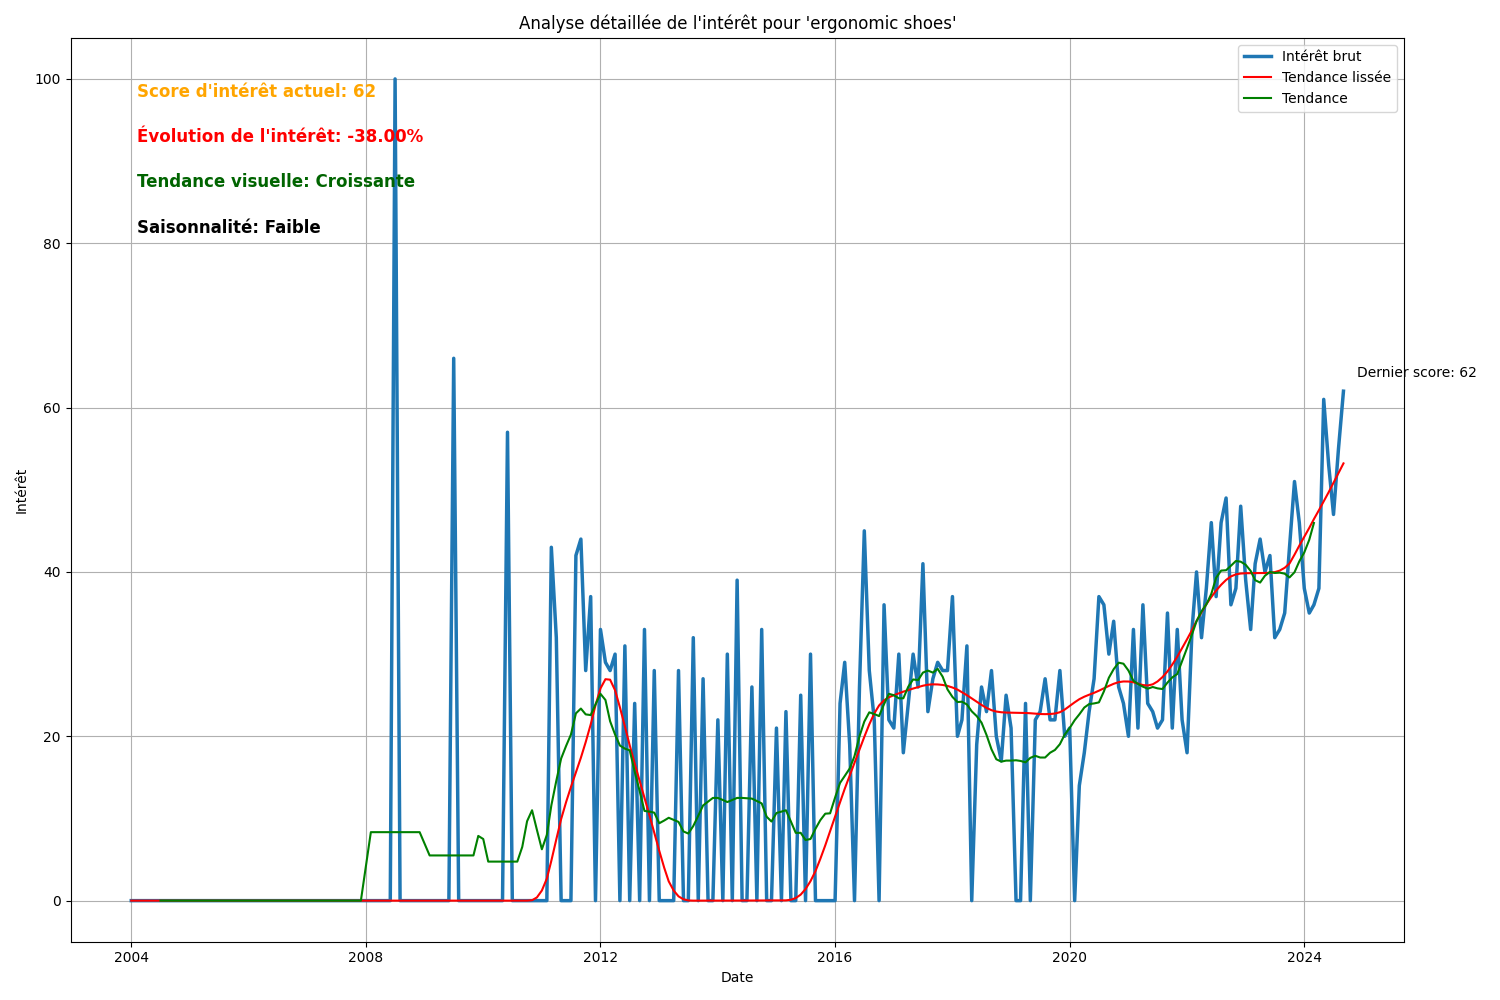 Analyse détaillée de l'intérêt pour 'ergonomic shoes'
Intérêt brut
Tendance lissée
Tendance
Score d'intérêt actuel: 62
Évolution de l'intérêt: -38.00%
Tendance visuelle: Croissante
Saisonnalité: Faible
Dernier score: 62
100
80
60
40
20
0
Intérêt
2004
2008
2012
2016
2020
2024
Date